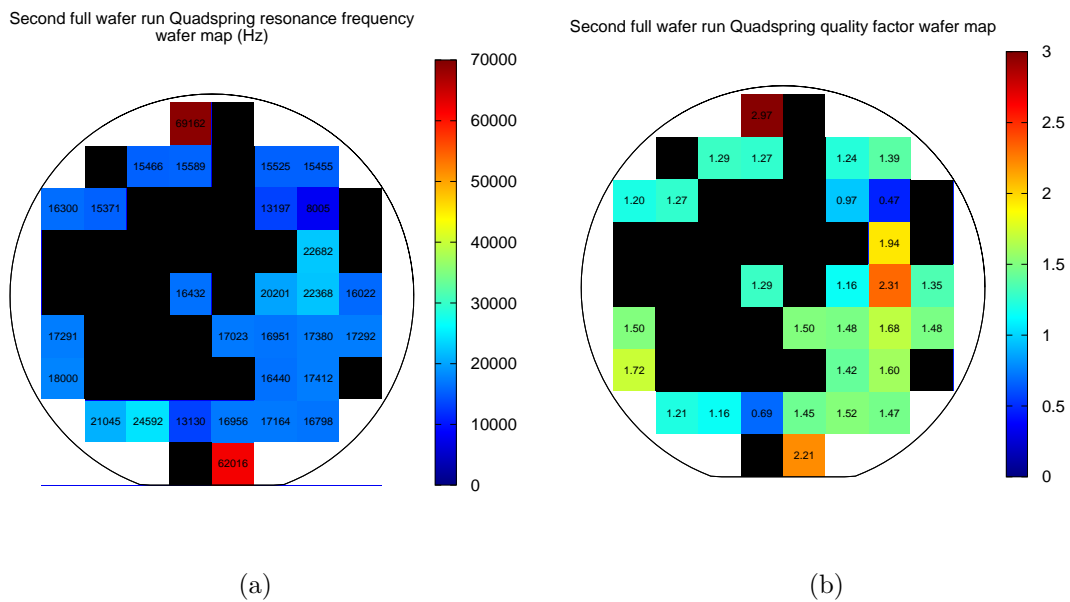 Second full wafer run Quadspring resonance frequency
wafer map (Hz)
89162
15466 15589 15525 15455
16300 15371 13197
22682
16432 20201 22368 16022
17291 17023 16951 17380 17292
18000 16440 17412
21045 24592 13130 16956 17164 16798
62016
70000
60000
50000
40000
30000
20000
10000
0
(a)
Second full wafer run Quadspring quality factor wafer map
2.97
1.29 1.27 1.24 1.39
1.20 1.27 0.97 0.47
1.94
1.29 1.16 2.31 1.35
1.50 1.50 1.48 1.68 1.48
1.72 1.42 1.60
1.21 1.16 0.69 1.45 1.52 1.47
2.21
3
2.5
2
1.5
1
0.5
0
(b)